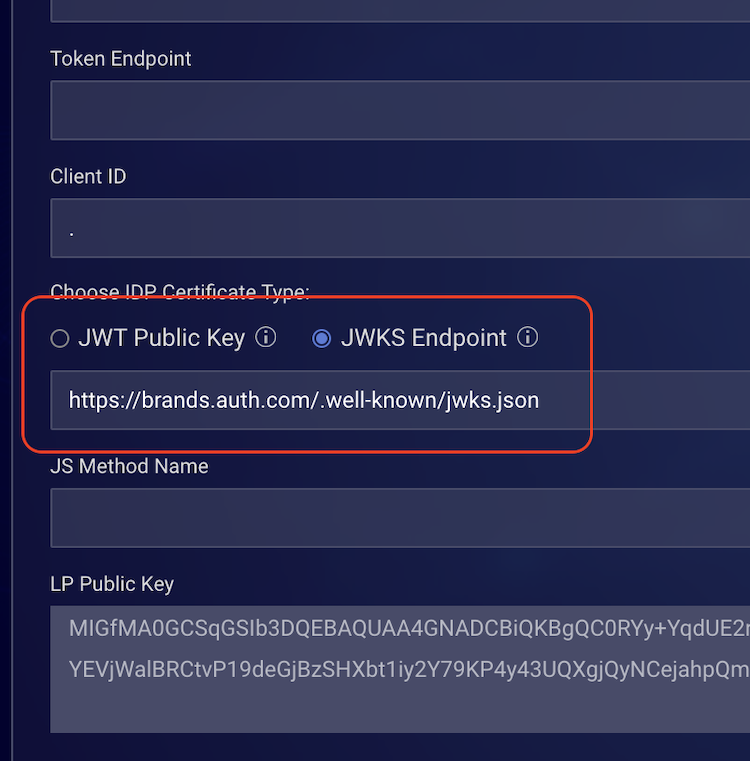 Token Endpoint
Client ID
.
Choose IDP Certificate Type:
JWT Public Key JWKS Endpoint
https://brands.auth.com/.well-known/jwks.json
JS Method Name
LP Public Key
MIGfMA0GCSqGSIb3DQEBAQUAA4GNADCBiQKBgQC0RYy+YqdUE2r
YEVjWalBRCtvP19deGjBzSHXbt1iy2Y79KP4y43UQXgjQyNCejahpQm